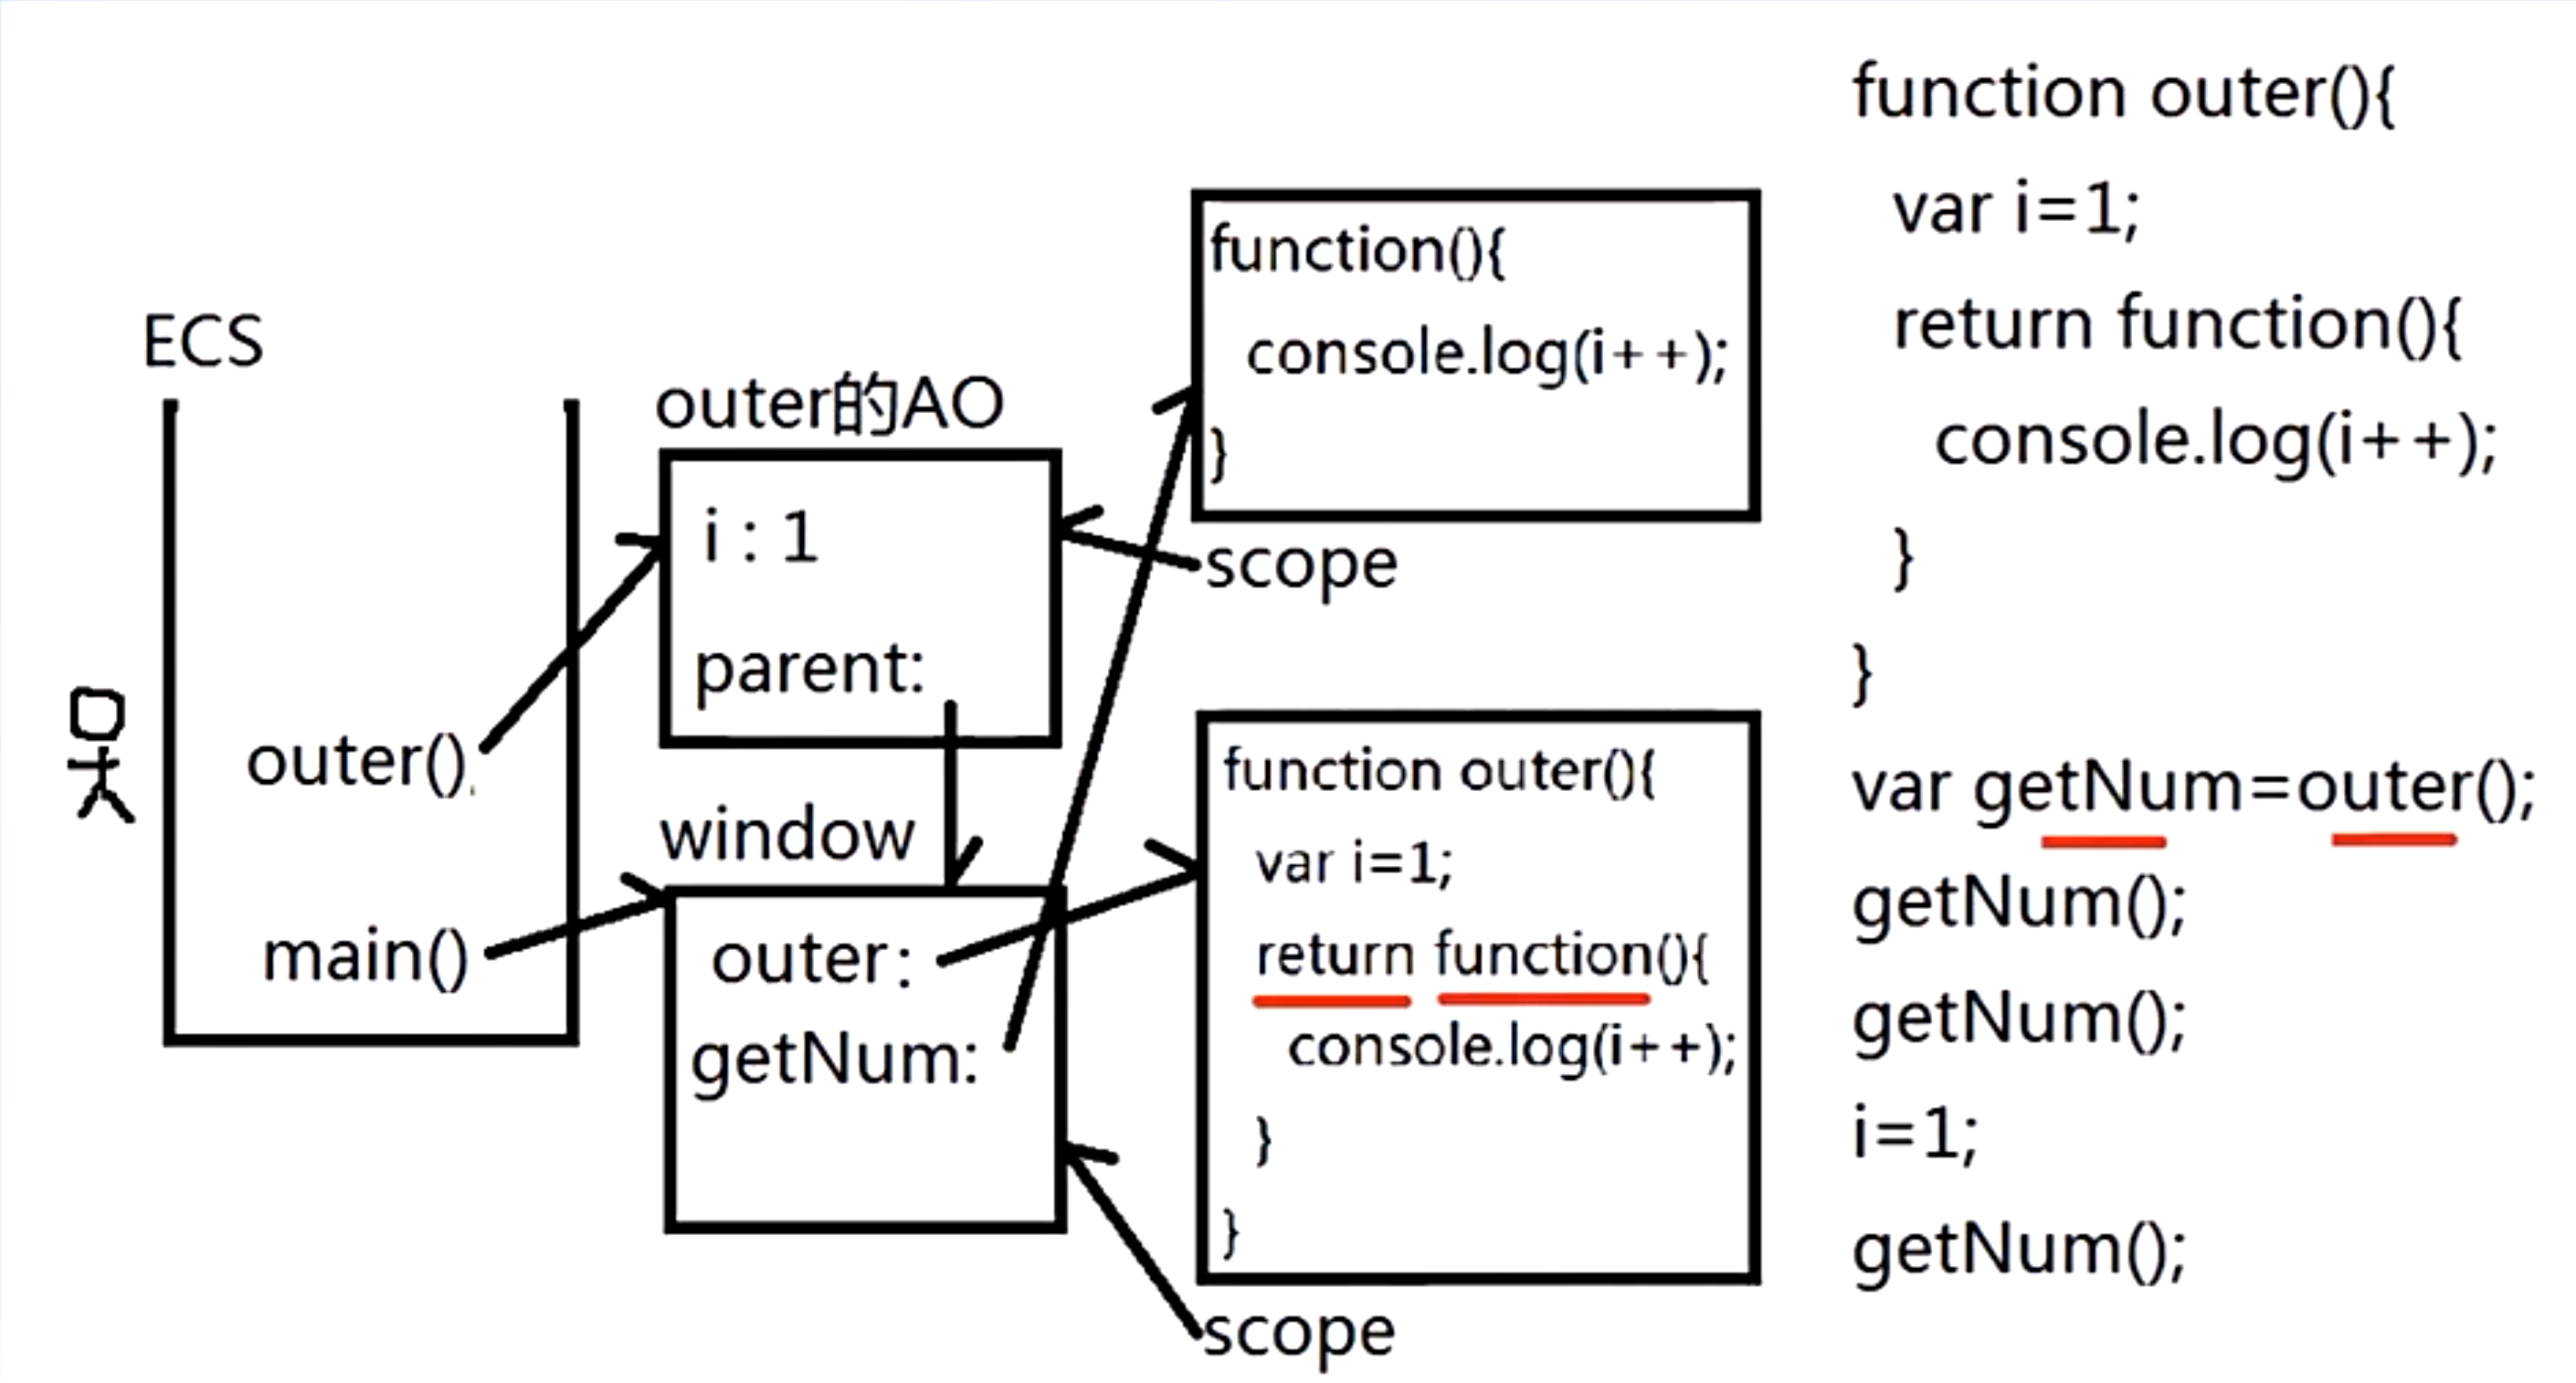 ECS
outer()
main()
outer的AO
i : 1
parent:
window
outer:
getNum:
function(){
console.log(i++);
}
scope
function outer(){
var i=1;
return function(){
console.log(i++);
}
}
scope
function outer(){
var i=1;
return function(){
console.log(i++);
}
}
var getNum=outer();
getNum();
getNum();
i=1;
getNum();